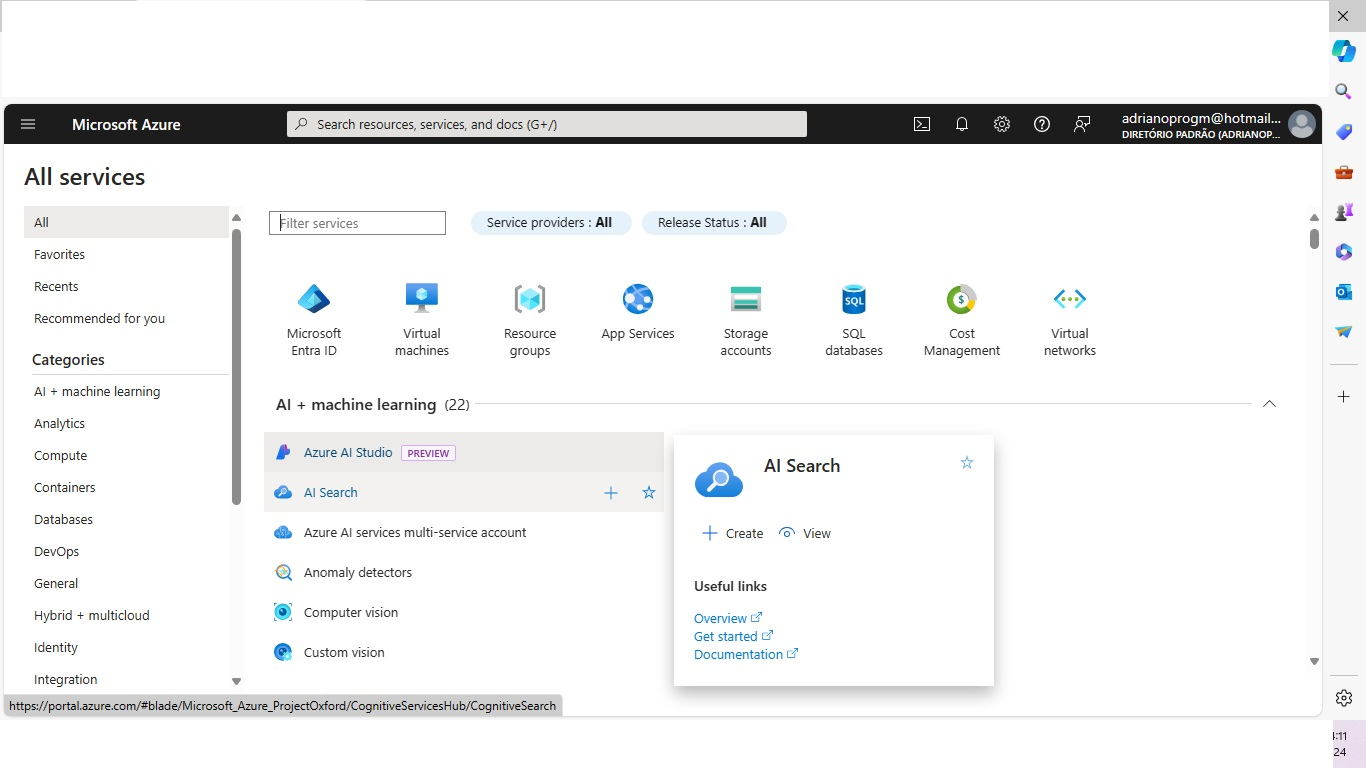 Microsoft Azure
Search resources, services, and docs (G+/)
adrianoprogm@hotmail...
DIRETÓRIO PADRÃO (ADRIANOP...
All services
All
Favorites
Recents
Recommended for you
Categories
AI + machine learning
Analytics
Compute
Containers
Databases
DevOps
General
Hybrid + multicloud
Identity
Integration
Filter services
Service providers : All
Release Status : All
Microsoft
Entra ID
Virtual
machines
Resource
groups
App Services
Storage
accounts
SQL
SQL
databases
Cost
Management
Virtual
networks
AI + machine learning (22)
Azure AI Studio PREVIEW
AI Search
Azure AI services multi-service account
Anomaly detectors
Computer vision
Custom vision
AI Search
Create
View
Useful links
Overview
Get started
Documentation
https://portal.azure.com/#blade/Microsoft_Azure_ProjectOxford/CognitiveServicesHub/CognitiveSearch
:11
24